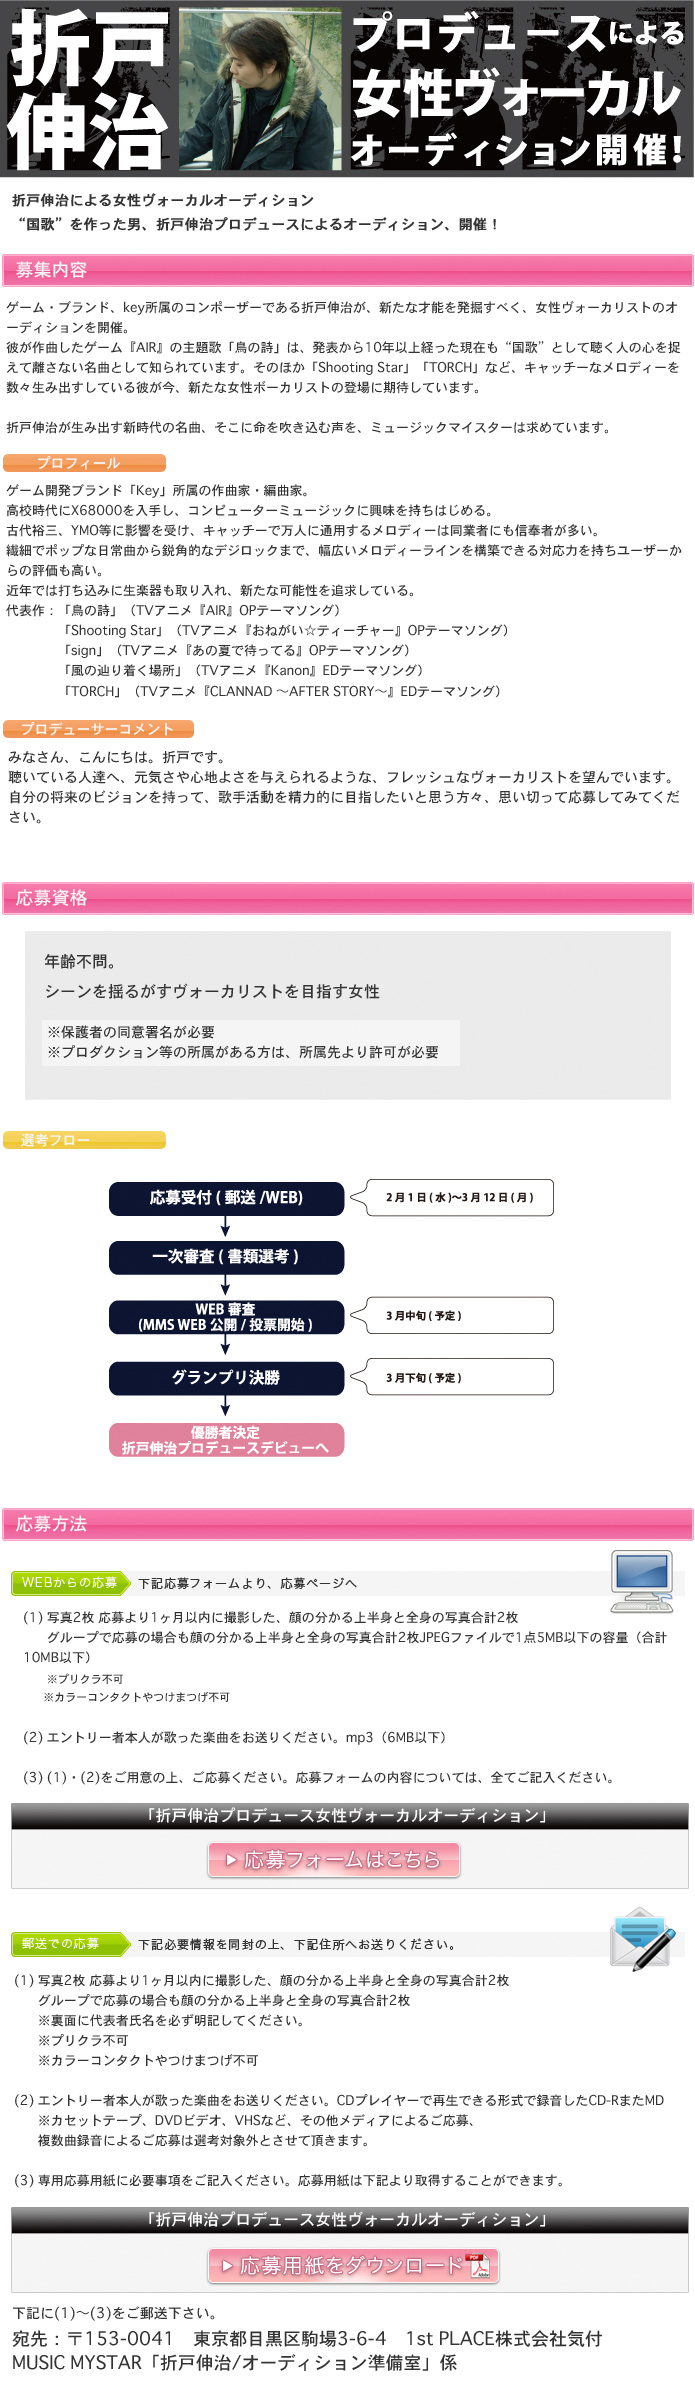 折戸
伸治
プロデュースによる
女性ヴォーカル
オーディション開催!
折戸伸治による女性ヴォーカルオーディション
“国歌”を作った男、折戸伸治プロデュースによるオーディション、開催！
募集内容
ゲーム・ブランド、key所属のコンポーザーである折戸伸治が、新たな才能を発掘すべく、女性ヴォーカリストのオ
ーディションを開催。
彼が作曲したゲーム『AIR』の主題歌「鳥の詩」は、発表から10年以上経った現在も“国歌”として聴く人の心を捉
えて離さない名曲として知られています。そのほか「Shooting Star」「TORCH」など、キャッチーなメロディーを
数々生み出すしている彼が今、新たな女性ボーカリストの登場に期待しています。
折戸伸治が生み出す新時代の名曲、そこに命を吹き込む声を、ミュージックマイスターは求めています。
プロフィール
ゲーム開発ブランド「Key」所属の作曲家・編曲家。
高校時代にX68000を入手し、コンピューターミュージックに興味を持ちはじめる。
古代裕三、YMO等に影響を受け、キャッチーで万人に通用するメロディーは同業者にも信奉者が多い。
繊細でポップな日常曲から鋭角的なデジロックまで、幅広いメロディーラインを構築できる対応力を持ちユーザーか
らの評価も高い。
近年では打ち込みに生楽器も取り入れ、新たな可能性を追求している。
代表作：「鳥の詩」（TVアニメ『AIR』OPテーマソング）
「Shooting Star」（TVアニメ『おねがい☆ティーチャー』OPテーマソング）
「sign」（TVアニメ『あの夏で待ってる』OPテーマソング）
「風の辿り着く場所」（TVアニメ『Kanon』EDテーマソング）
「TORCH」（TVアニメ『CLANNAD ～AFTER STORY～』EDテーマソング）
プロデューサーコメント
みなさん、こんにちは。折戸です。
聴いている人達へ、元気さや心地よさを与えられるような、フレッシュなヴォーカリストを望んでいます。
自分の将来のビジョンを持って、歌手活動を精力的に目指したいと思う方々、思い切って応募してみてくだ
さい。
応募資格
年齢不問。
シーンを揺るがすヴォーカリストを目指す女性
※保護者の同意署名が必要
※プロダクション等の所属がある方は、所属先より許可が必要
選考フロー
応募受付 ( 郵送 /WEB)
2 月 1 日 ( 水 )～3 月 12 日 ( 月 )
一次審査 ( 書類選考 )
WEB 審査
(MMS WEB 公開 / 投票開始 )
3 月中旬 ( 予定 )
グランプリ決勝
3 月下旬 ( 予定 )
優勝者決定
折戸伸治プロデュースデビューへ
応募方法
WEBからの応募
下記応募フォームより、応募ページへ
(1) 写真2枚 応募より1ヶ月以内に撮影した、顔の分かる上半身と全身の写真合計2枚
グループで応募の場合も顔の分かる上半身と全身の写真合計2枚JPEGファイルで1点5MB以下の容量（合計
10MB以下）
※プリクラ不可
※カラーコンタクトやつけまつげ不可
(2) エントリー者本人が歌った楽曲をお送りください。mp3（6MB以下）
(3) (1)・(2)をご用意の上、ご応募ください。応募フォームの内容については、全てご記入ください。
「折戸伸治プロデュース女性ヴォーカルオーディション」
応募フォームはこちら
郵送での応募
下記必要情報を同封の上、下記住所へお送りください。
(1) 写真2枚 応募より1ヶ月以内に撮影した、顔の分かる上半身と全身の写真合計2枚
グループで応募の場合も顔の分かる上半身と全身の写真合計2枚
※裏面に代表者氏名を必ず明記してください。
※プリクラ不可
※カラーコンタクトやつけまつげ不可
(2) エントリー者本人が歌った楽曲をお送りください。CDプレイヤーで再生できる形式で録音したCD-RまたMD
※カセットテープ、DVDビデオ、VHSなど、その他メディアによるご応募、
複数曲録音によるご応募は選考対象外とさせて頂きます。
(3) 専用応募用紙に必要事項をご記入ください。応募用紙は下記より取得することができます。
「折戸伸治プロデュース女性ヴォーカルオーディション」
応募用紙をダウンロード
PDF
Adobe
下記に(1)～(3)をご郵送下さい。
宛先：〒153-0041　東京都目黒区駒場3-6-4　1st PLACE株式会社気付
MUSIC MYSTAR「折戸伸治/オーディション準備室」係